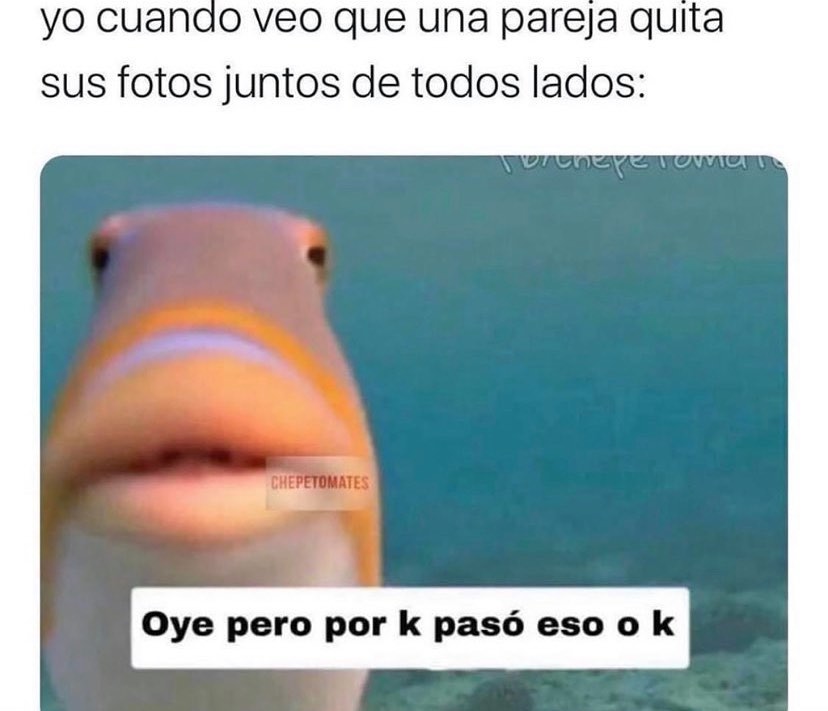 yo cuando veo que una pareja quita
sus fotos juntos de todos lados:
CHEPETOMATES
Oye pero por k pasó eso o k